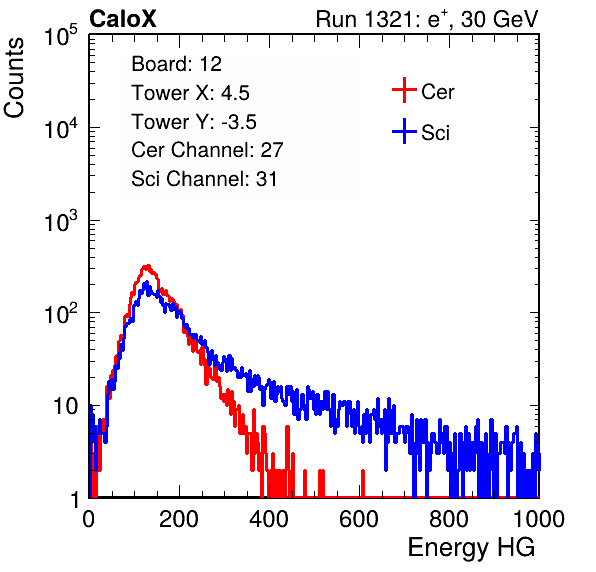 CaloX Run 1321: e⁺, 30 GeV
Counts
10⁵
10⁴
10³
10²
10
1
Board: 12
Tower X: 4.5
Tower Y: -3.5
Cer Channel: 27
Sci Channel: 31
Cer
Sci
0 200 400 600 800 1000
Energy HG